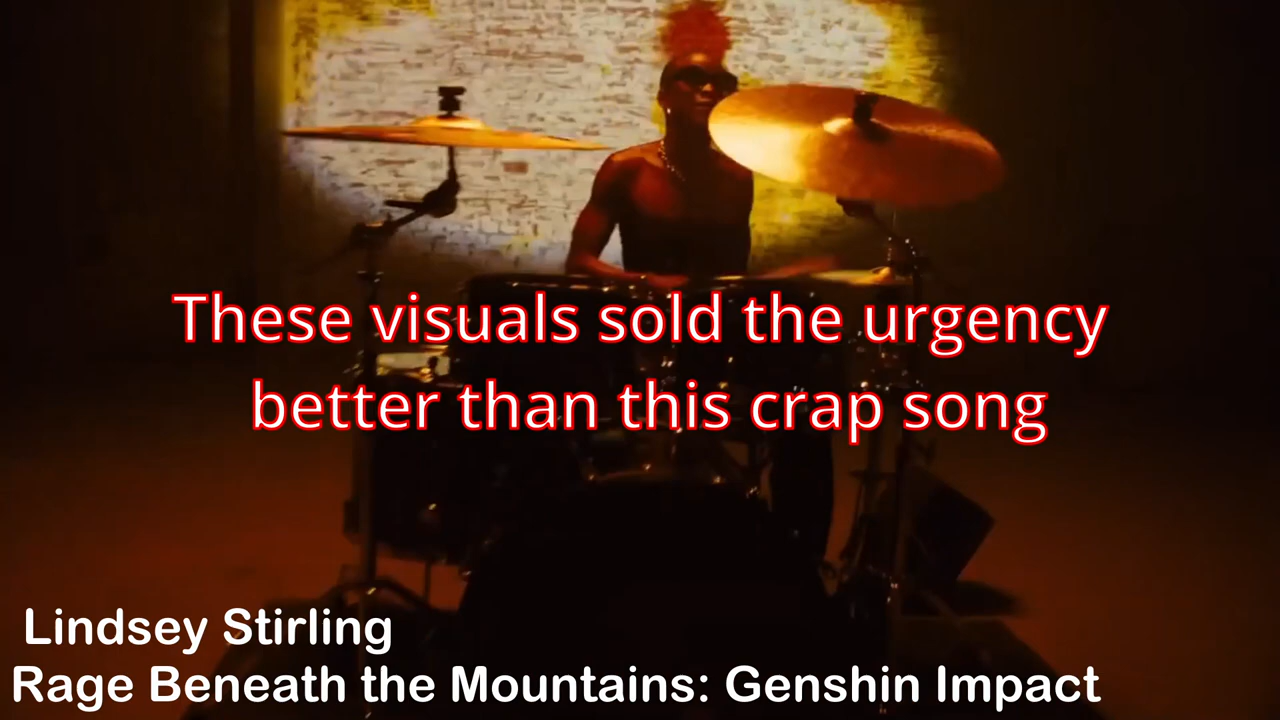 These visuals sold the urgency
better than this crap song
Lindsey Stirling
Rage Beneath the Mountains: Genshin Impact